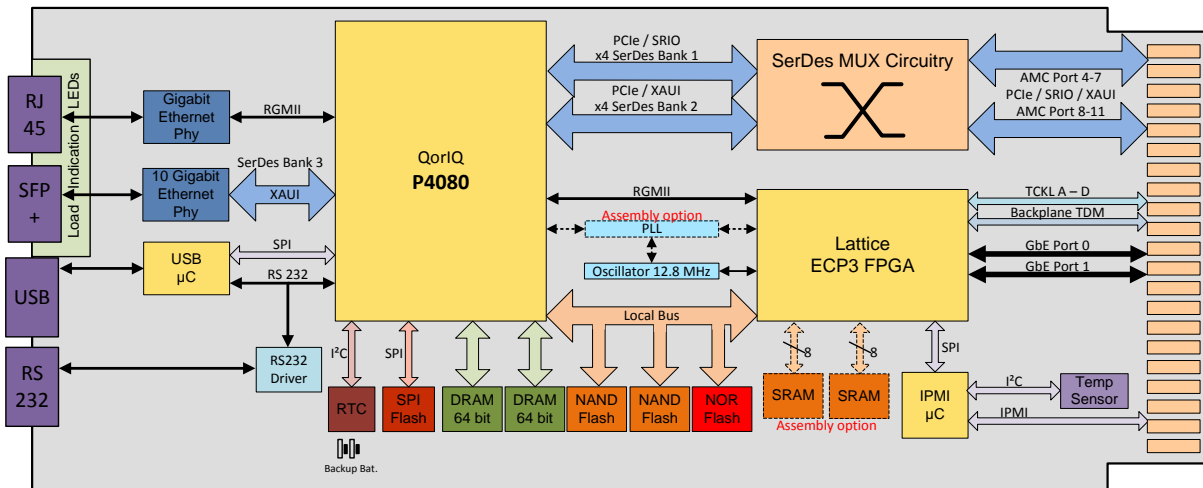 RJ
45
SFP
+
USB
RS
232
Load Indication LEDs
Gigabit
Ethernet
Phy
RGMII
10 Gigabit
Ethernet
Phy
SerDes Bank 3
XAUI
USB
µC
SPI
RS 232
RS232
Driver
QorIQ
P4080
PCIe / SRIO
x4 SerDes Bank 1
PCIe / XAUI
x4 SerDes Bank 2
SerDes MUX Circuitry
AMC Port 4-7
PCIe / SRIO / XAUI
AMC Port 8-11
RGMII
Assembly option
PLL
Oscillator 12.8 MHz
Lattice
ECP3 FPGA
TCKL A – D
Backplane TDM
GbE Port 0
GbE Port 1
Local Bus
I²C
SPI
8
8
SPI
RTC
SPI
Flash
DRAM
64 bit
DRAM
64 bit
NAND
Flash
NAND
Flash
NOR
Flash
SRAM
SRAM
Assembly option
IPMI
µC
I²C
Temp
Sensor
IPMI
Backup Bat.